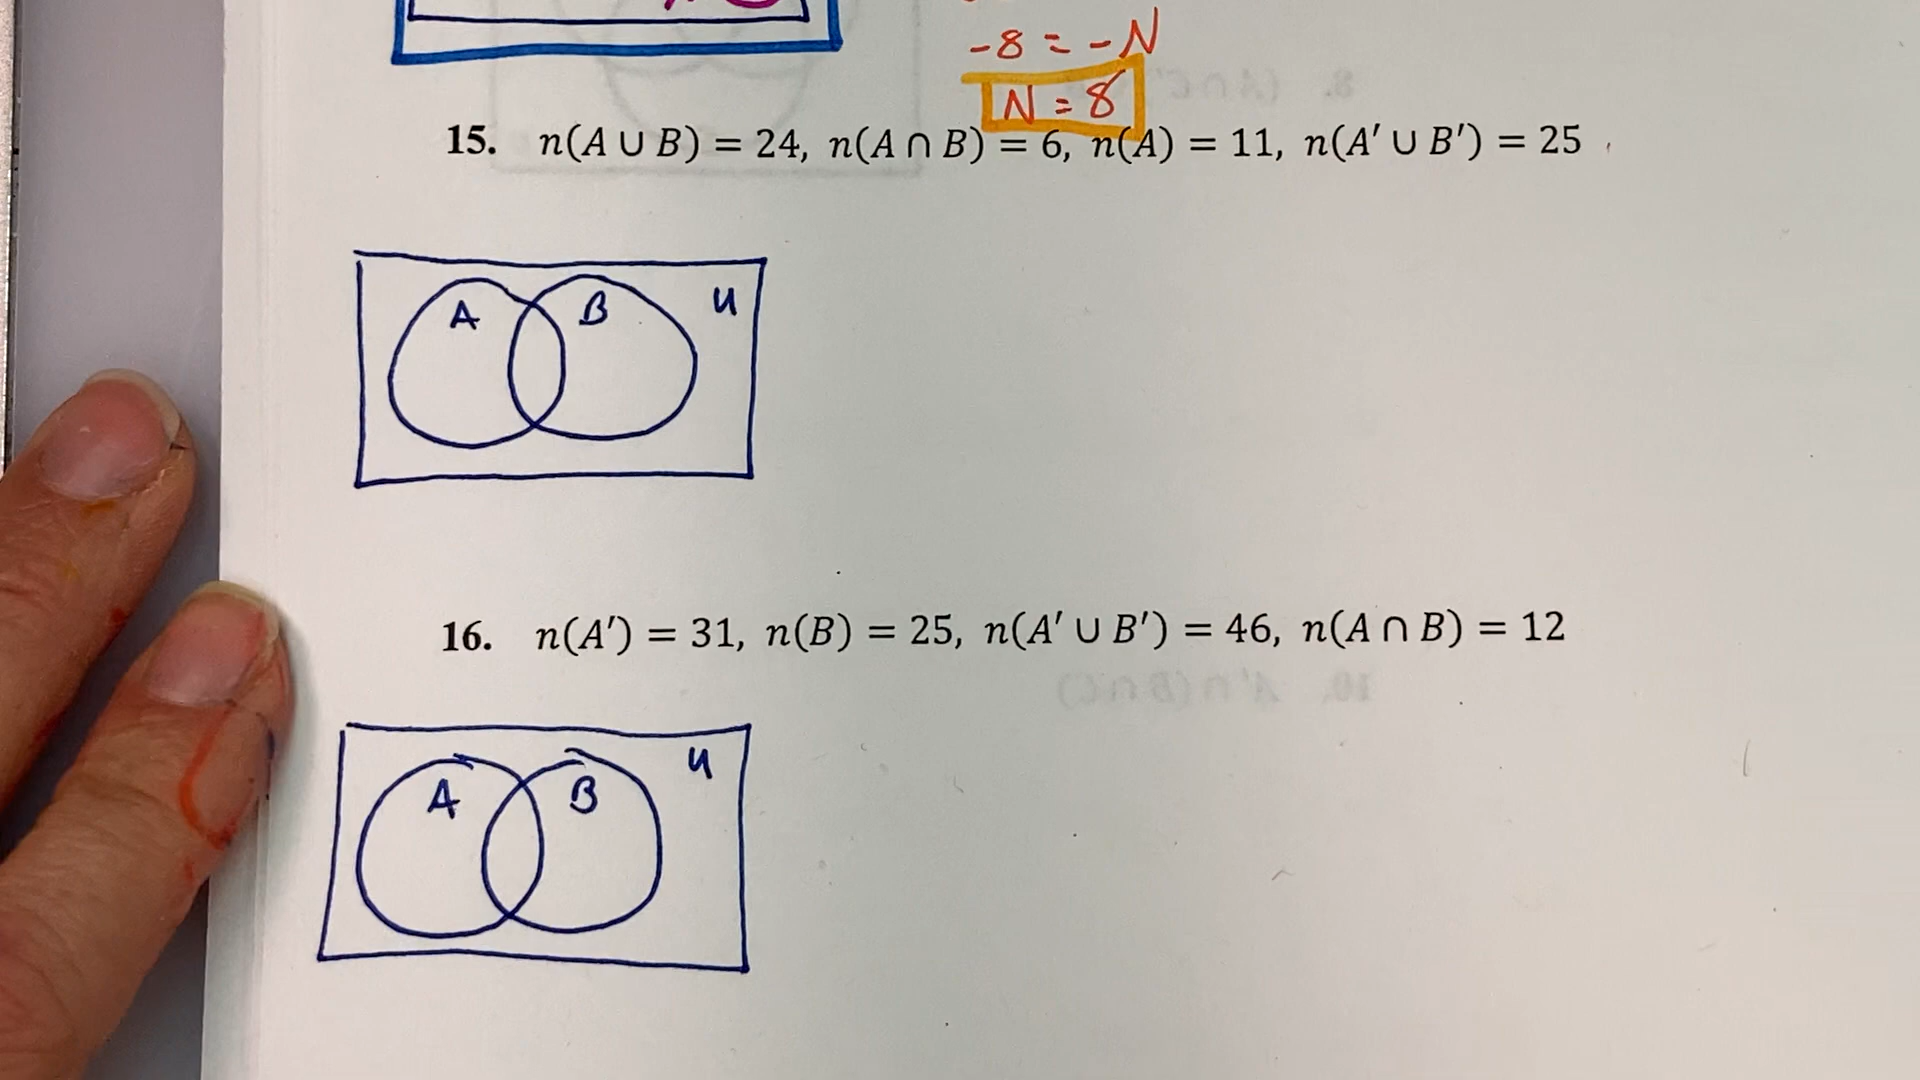 -8 = -N
N = 8
15. n(A ∪ B) = 24, n(A ∩ B) = 6, n(A) = 11, n(A′ ∪ B′) = 25
A B U
16. n(A′) = 31, n(B) = 25, n(A′ ∪ B′) = 46, n(A ∩ B) = 12
A B U